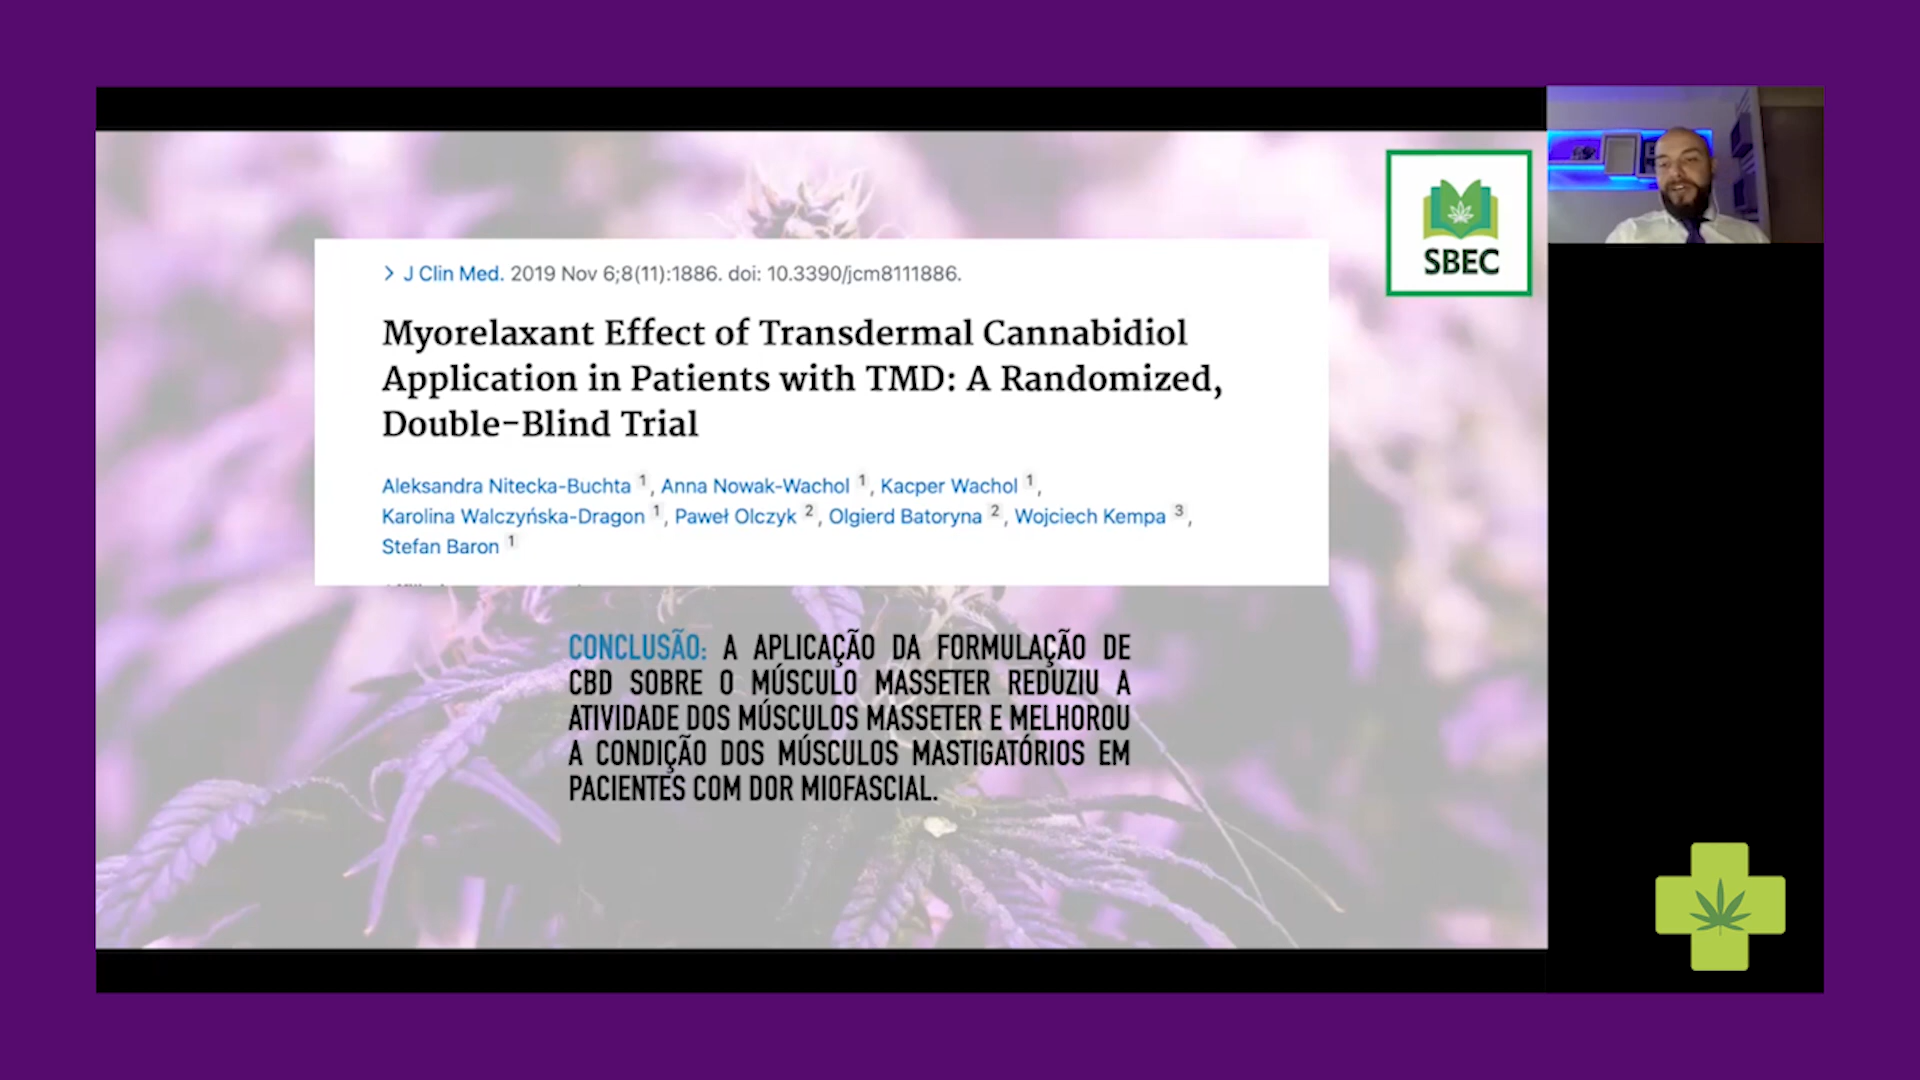 > J Clin Med. 2019 Nov 6;8(11):1886. doi: 10.3390/jcm8111886.
Myorelaxant Effect of Transdermal Cannabidiol
Application in Patients with TMD: A Randomized,
Double-Blind Trial
Aleksandra Nitecka-Buchta 1, Anna Nowak-Wachol 1, Kacper Wachol 1,
Karolina Walczyńska-Dragon 1, Paweł Olczyk 2, Olgierd Batoryna 2, Wojciech Kempa 3,
Stefan Baron 1
SBEC
CONCLUSÃO: A APLICAÇÃO DA FORMULAÇÃO DE
CBD SOBRE O MÚSCULO MASSETER REDUZIU A
ATIVIDADE DOS MÚSCULOS MASSETER E MELHOROU
A CONDIÇÃO DOS MÚSCULOS MASTIGATÓRIOS EM
PACIENTES COM DOR MIOFASCIAL.